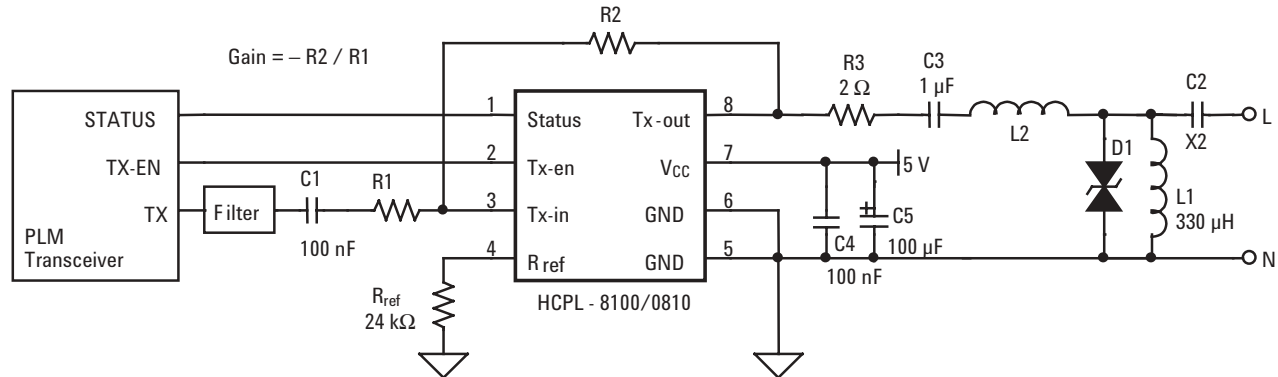 R2
Gain = – R2 / R1
R3
2 Ω
C3
1 µF
C2
X2
L
L2
D1
L1
330 µH
N
STATUS
TX-EN
TX
PLM
Transceiver
Filter
C1
100 nF
R1
1
2
3
4
Status
Tx-en
Tx-in
R ref
Tx-out
VCC
GND
GND
8
7
6
5
HCPL - 8100/0810
5 V
C4
100 nF
+
C5
100 µF
Rref
24 kΩ